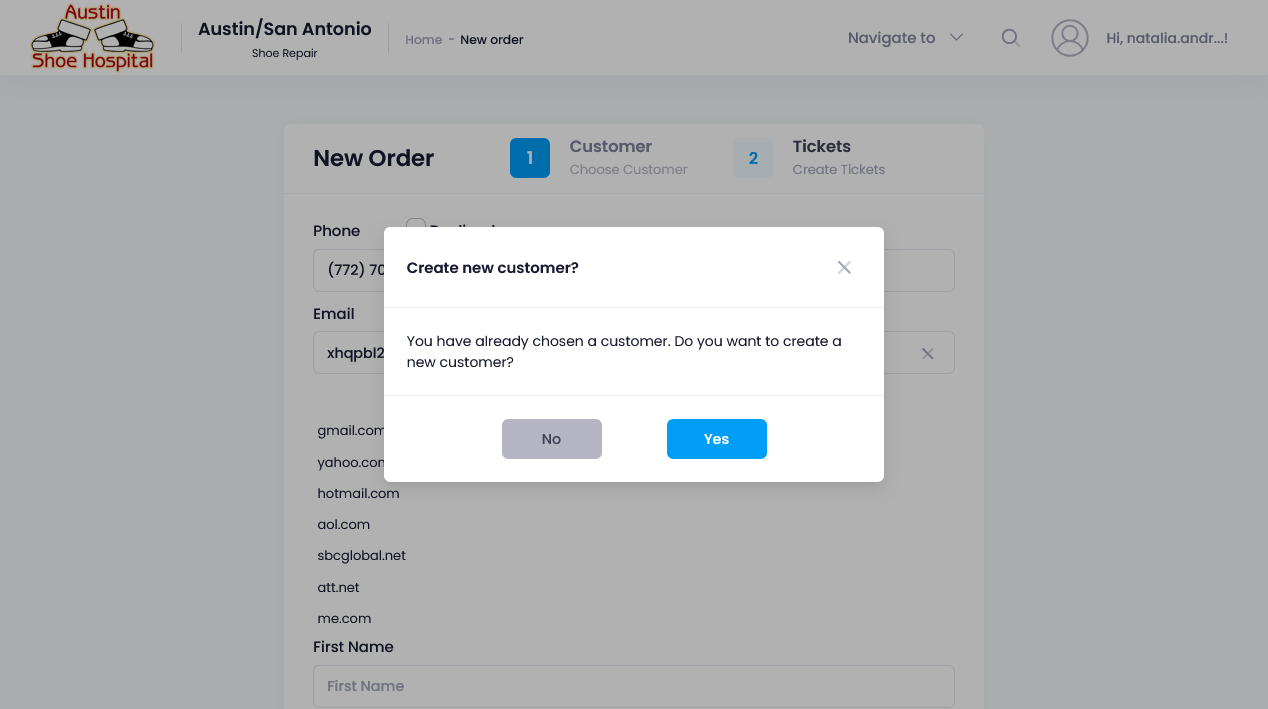 Austin
Shoe Hospital
Austin/San Antonio
Shoe Repair
Home - New order
Navigate to
Hi, natalia.andr...!
New Order
1
Customer
Choose Customer
2
Tickets
Create Tickets
Phone
(772) 70
Email
xhqpbl2
gmail.com
yahoo.com
hotmail.com
aol.com
sbcglobal.net
att.net
me.com
First Name
First Name
Create new customer?
You have already chosen a customer. Do you want to create a
new customer?
No
Yes